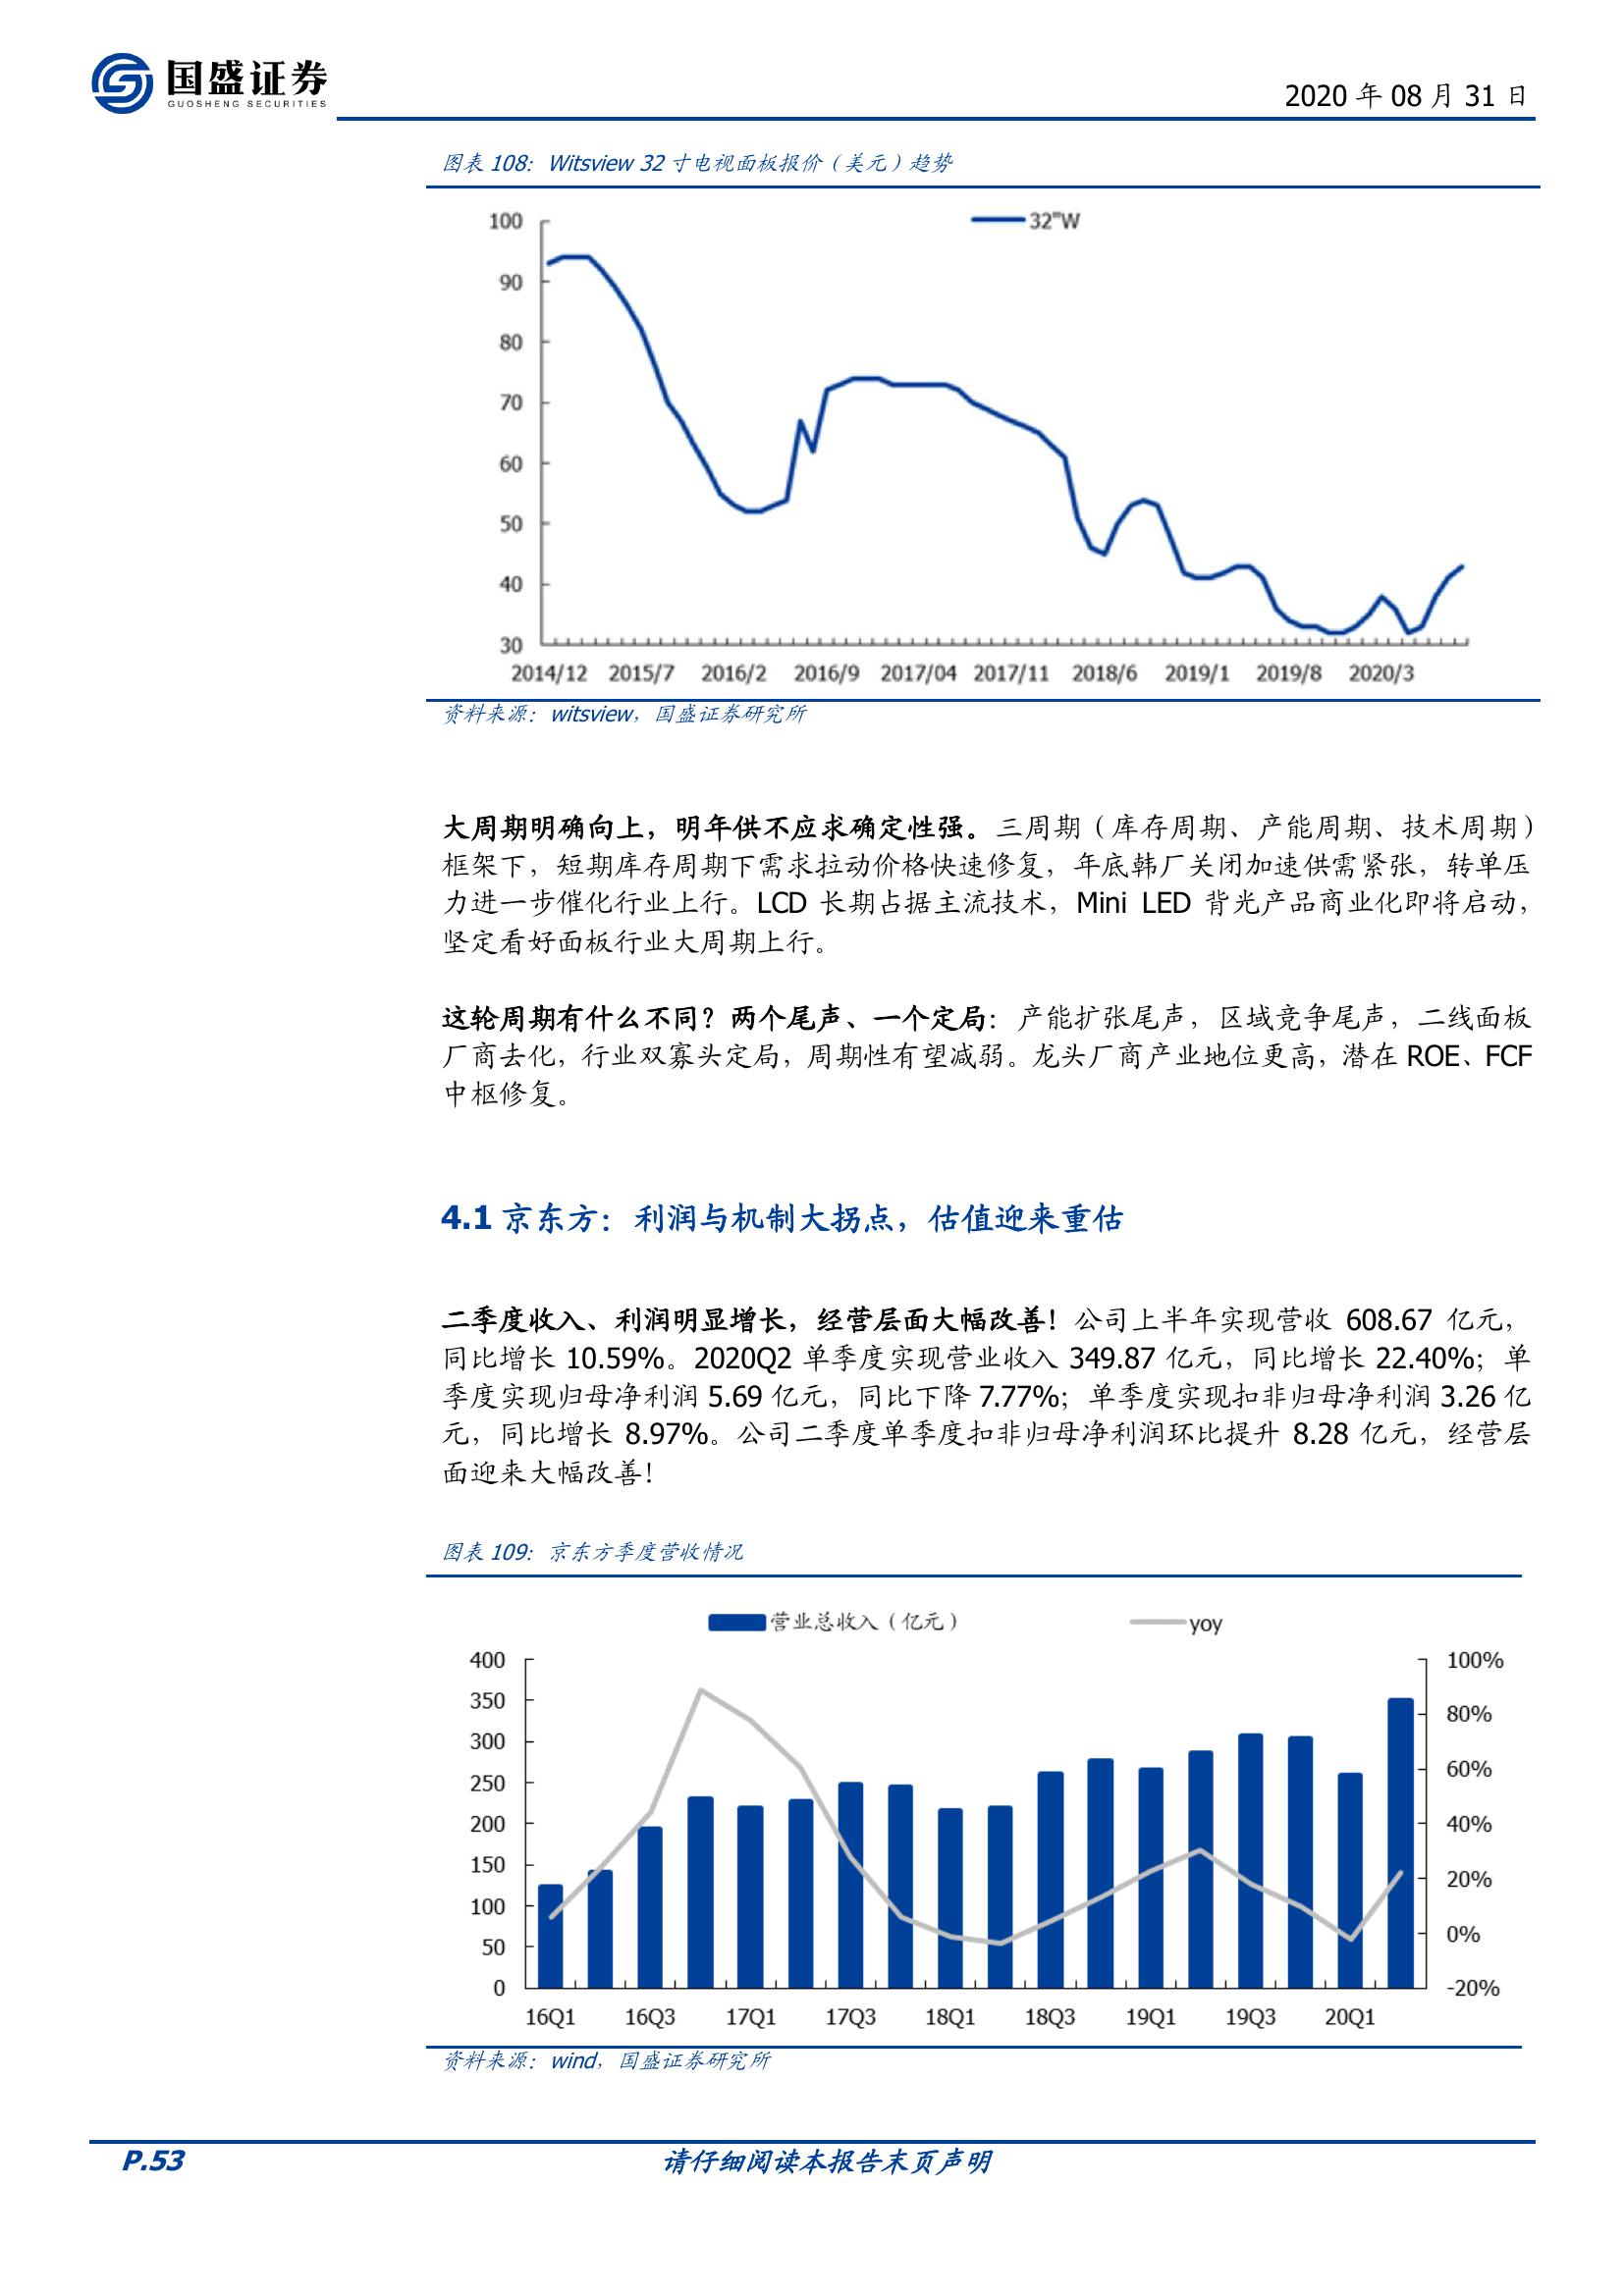 国盛证券
GUOSHENG SECURITIES
2020 年 08 月 31 日
图表 108：Witsview 32 寸电视面板报价（美元）趋势
32"W
100
90
80
70
60
50
40
30
2014/12 2015/7 2016/2 2016/9 2017/04 2017/11 2018/6 2019/1 2019/8 2020/3
资料来源：witsview，国盛证券研究所
大周期明确向上，明年供不应求确定性强。三周期（库存周期、产能周期、技术周期）
框架下，短期库存周期下需求拉动价格快速修复，年底韩厂关闭加速供需紧张，转单压
力进一步催化行业上行。LCD 长期占据主流技术，Mini LED 背光产品商业化即将启动，
坚定看好面板行业大周期上行。
这轮周期有什么不同？两个尾声、一个定局：产能扩张尾声，区域竞争尾声，二线面板
厂商去化，行业双寡头定局，周期性有望减弱。龙头厂商产业地位更高，潜在 ROE、FCF
中枢修复。
4.1 京东方：利润与机制大拐点，估值迎来重估
二季度收入、利润明显增长，经营层面大幅改善！公司上半年实现营收 608.67 亿元，
同比增长 10.59%。2020Q2 单季度实现营业收入 349.87 亿元，同比增长 22.40%；单
季度实现归母净利润 5.69 亿元，同比下降 7.77%；单季度实现扣非归母净利润 3.26 亿
元，同比增长 8.97%。公司二季度单季度扣非归母净利润环比提升 8.28 亿元，经营层
面迎来大幅改善！
图表 109：京东方季度营收情况
营业总收入（亿元） yoy
400 100%
350 80%
300 60%
250 40%
200 20%
150 0%
100 -20%
50
0
16Q1 16Q3 17Q1 17Q3 18Q1 18Q3 19Q1 19Q3 20Q1
资料来源：wind，国盛证券研究所
P.53 请仔细阅读本报告末页声明